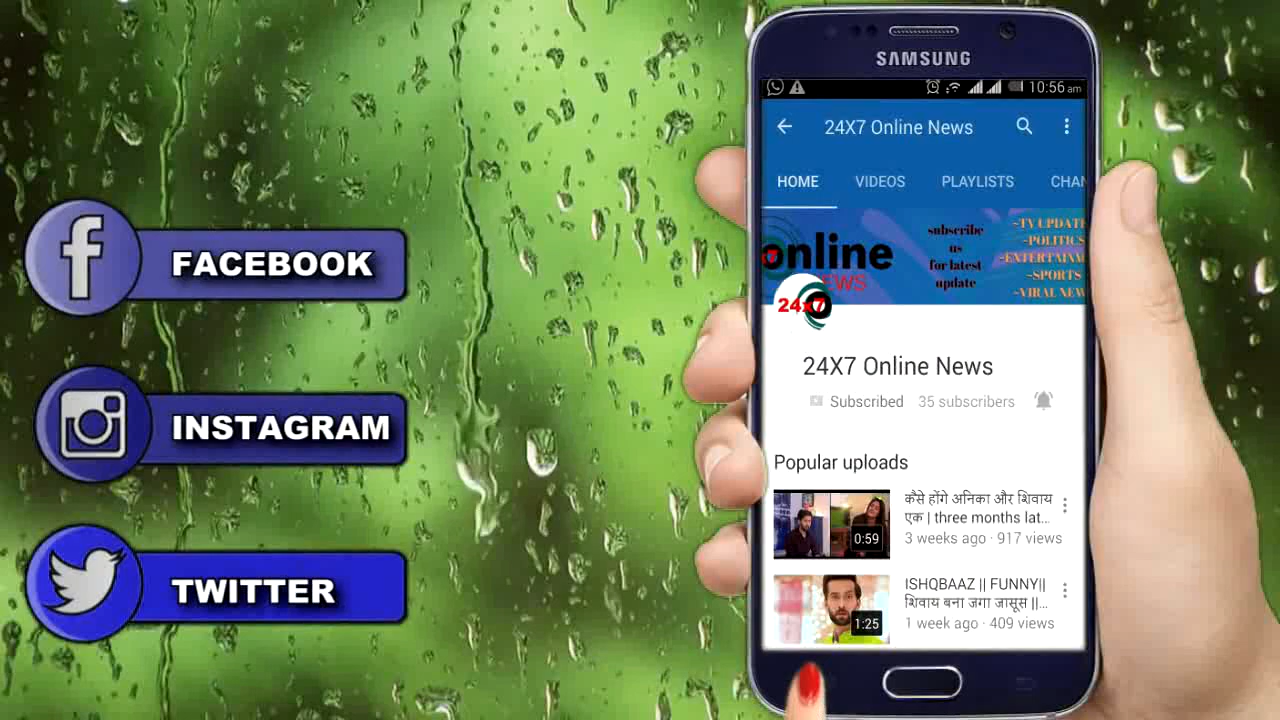 FACEBOOK
INSTAGRAM
TWITTER
SAMSUNG
10:56 am
24X7 Online News
HOME VIDEOS PLAYLISTS CHAN
online
EWS
subscribe
us
for latest
update
~TV UPDATE
~POLITICS
~ENTERTAINM
~SPORTS
~VIRAL NEW
24x7
24X7 Online News
Subscribed 35 subscribers
Popular uploads
कैसे होंगे अनिका और शिवाय
एक | three months lat...
3 weeks ago · 917 views
0:59
ISHQBAAZ || FUNNY||
शिवाय बना जगा जासूस ||...
1 week ago · 409 views
1:25